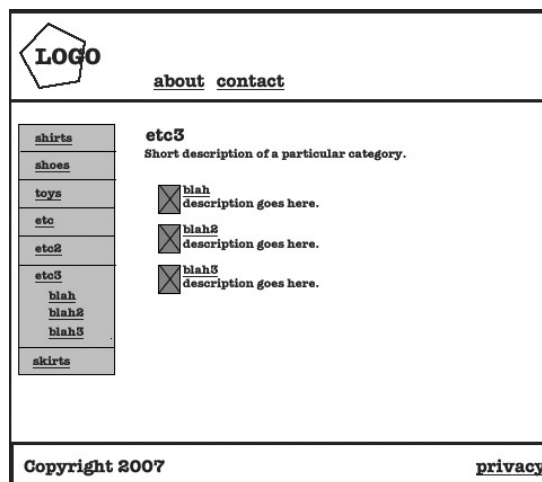 LOGO
about contact
shirts
shoes
toys
etc
etc2
etc3
blah
blah2
blah3
skirts
etc3
Short description of a particular category.
blah
description goes here.
blah2
description goes here.
blah3
description goes here.
Copyright 2007
privacy